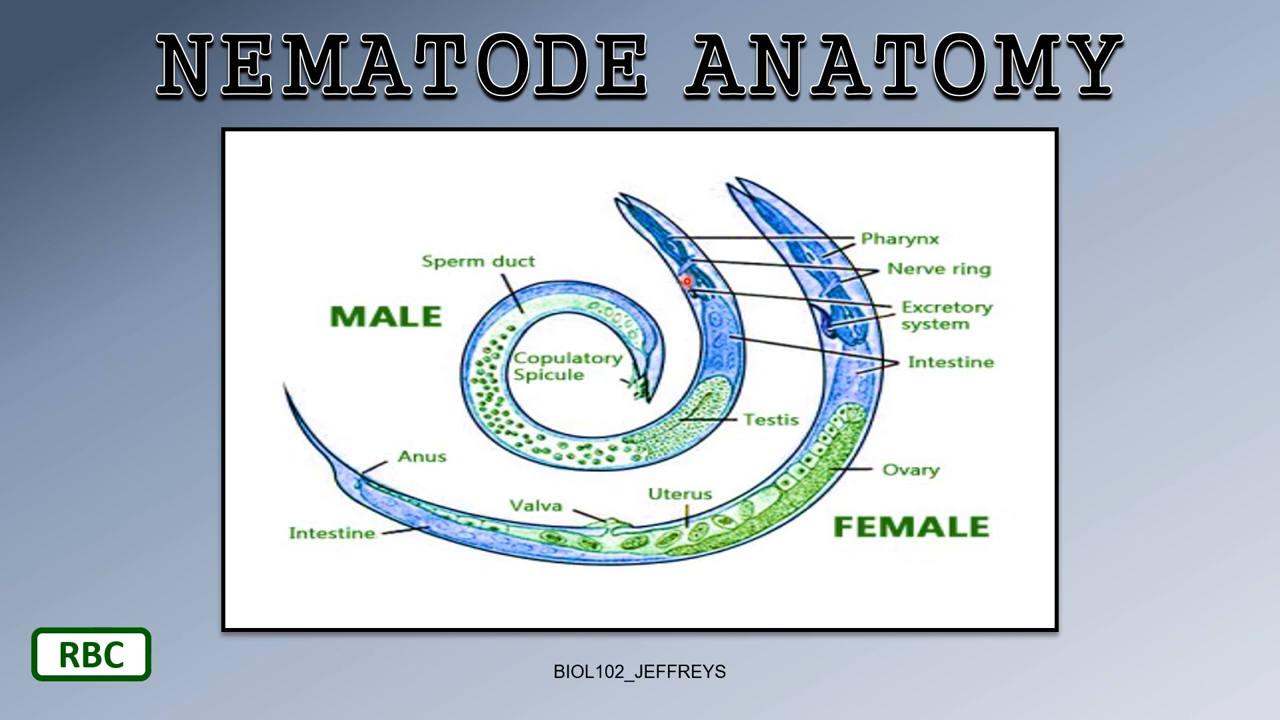 NEMATODE ANATOMY
Pharynx
Sperm duct
Nerve ring
MALE
Excretory
system
Copulatory
Spicule
Intestine
Testis
Anus
Ovary
Valva
Uterus
Intestine
FEMALE
RBC
BIOL102_JEFFREYS